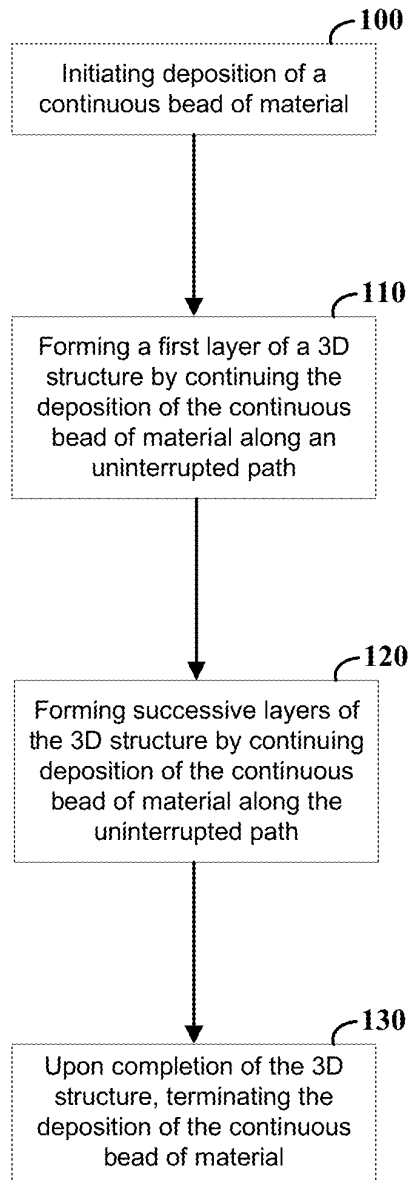 100
Initiating deposition of a
continuous bead of material
110
Forming a first layer of a 3D
structure by continuing the
deposition of the continuous
bead of material along an
uninterrupted path
120
Forming successive layers of
the 3D structure by continuing
deposition of the continuous
bead of material along the
uninterrupted path
130
Upon completion of the 3D
structure, terminating the
deposition of the continuous
bead of material